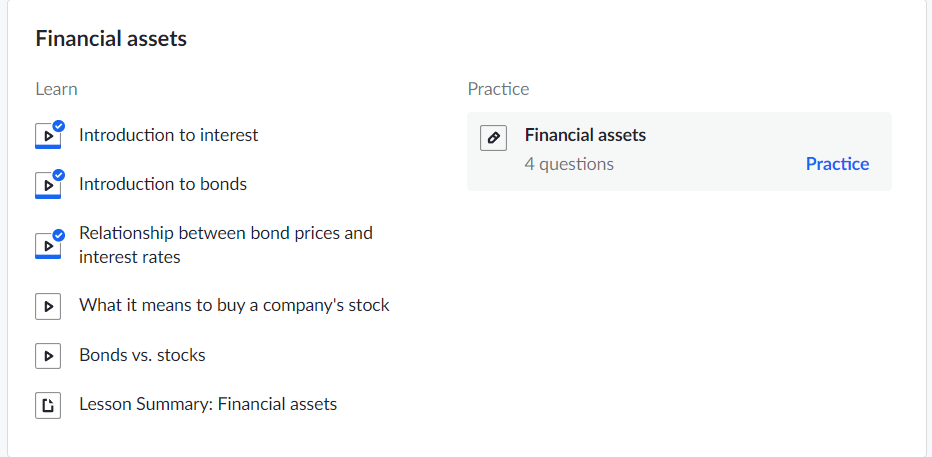 Financial assets
Learn
Introduction to interest
Introduction to bonds
Relationship between bond prices and
interest rates
What it means to buy a company's stock
Bonds vs. stocks
Lesson Summary: Financial assets
Practice
Financial assets
4 questions
Practice